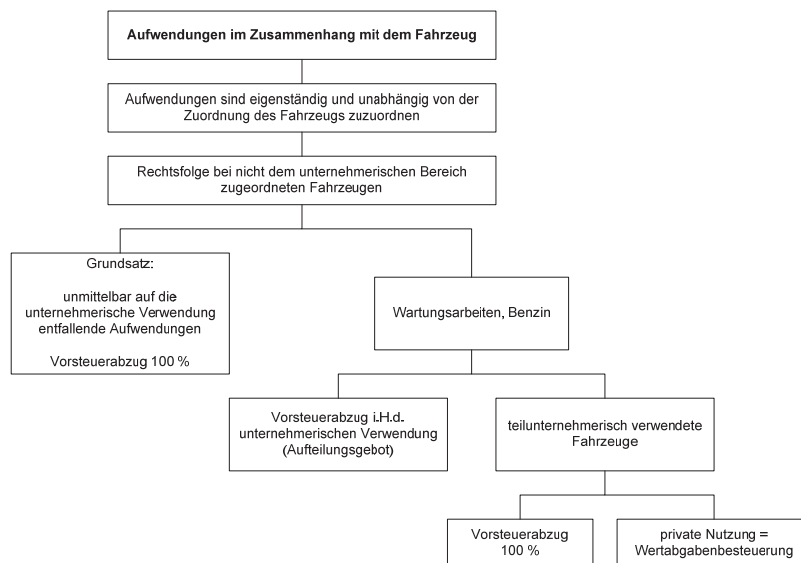 Aufwendungen im Zusammenhang mit dem Fahrzeug
Aufwendungen sind eigenständig und unabhängig von der
Zuordnung des Fahrzeugs zuzuordnen
Rechtsfolge bei nicht dem unternehmerischen Bereich
zugeordneten Fahrzeugen
Grundsatz:
unmittelbar auf die
unternehmerische Verwendung
entfallende Aufwendungen
Vorsteuerabzug 100 %
Wartungsarbeiten, Benzin
Vorsteuerabzug i.H.d.
unternehmerischen Verwendung
(Aufteilungsgebot)
teilunternehmerisch verwendete
Fahrzeuge
Vorsteuerabzug
100 %
private Nutzung =
Wertabgabenbesteuerung